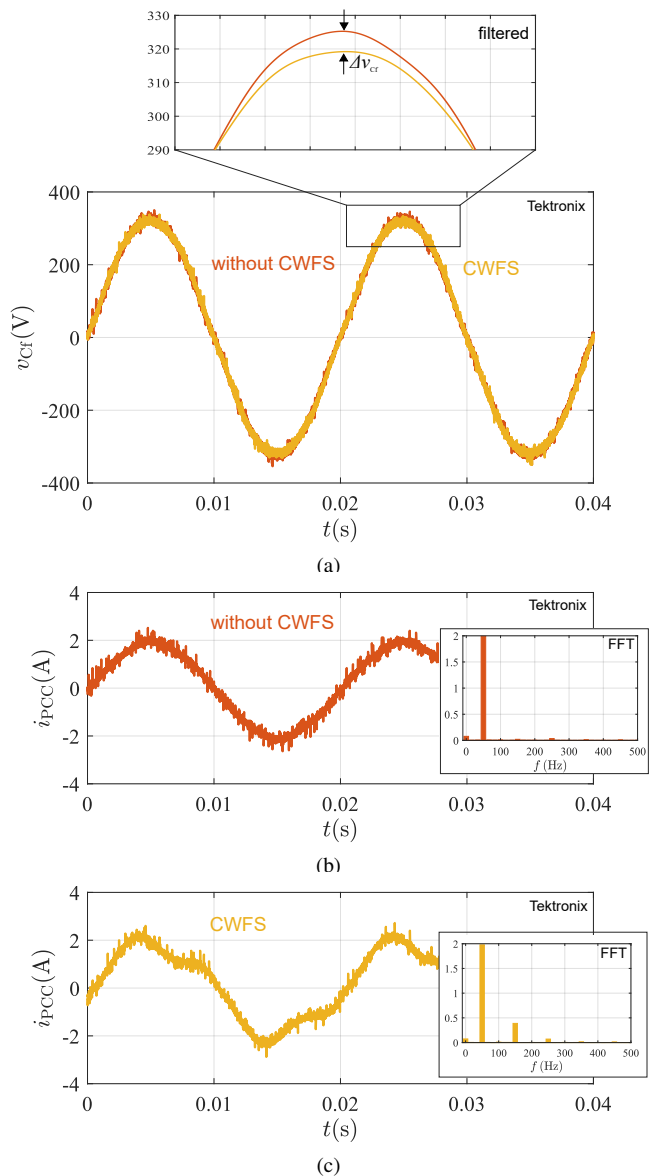 330
320
310
300
290
filtered
Δv_cr
400
200
0
-200
-400
v_Cf (V)
Tektronix
without CWFS
CWFS
0
0.01
0.02
0.03
0.04
t(s)
(a)
4
2
0
-2
-4
i_PCC (A)
without CWFS
Tektronix
FFT
2
1.5
1
0.5
0
0
100
200
300
400
500
f (Hz)
0
0.01
0.02
0.03
0.04
t(s)
(b)
4
2
0
-2
-4
i_PCC (A)
CWFS
Tektronix
FFT
2
1.5
1
0.5
0
0
100
200
300
400
500
f (Hz)
0
0.01
0.02
0.03
0.04
t(s)
(c)